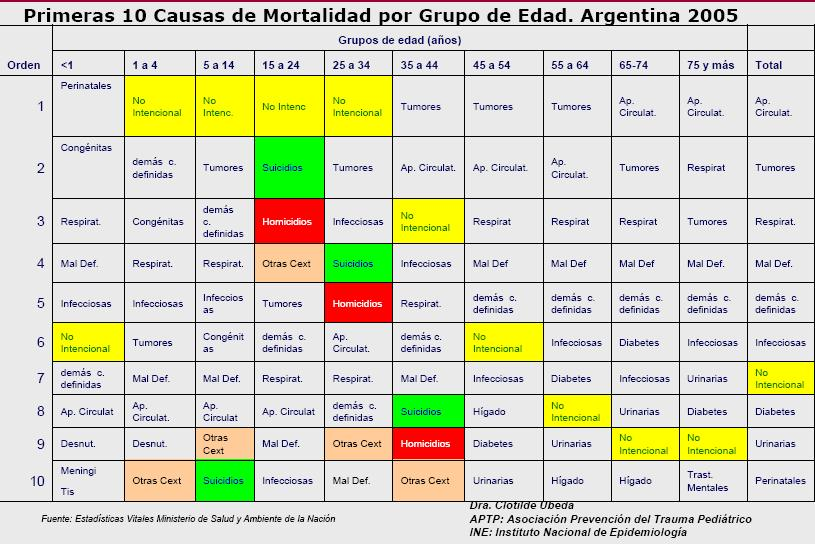 Primeras 10 Causas de Mortalidad por Grupo de Edad. Argentina 2005
Grupos de edad (años)
Orden <1 1 a 4 5 a 14 15 a 24 25 a 34 35 a 44 45 a 54 55 a 64 65-74 75 y más Total
1 Perinatales No Intencional No Intenc. No Intenc No Intencional Tumores Tumores Tumores Ap. Circulat. Ap. Circulat. Ap. Circulat.
2 Congénitas demás c. definidas Tumores Suicidios Tumores Ap. Circulat. Ap. Circulat. Ap. Circulat. Tumores Respirat Tumores
3 Respirat. Congénitas demás c. definidas Homicidios Infecciosas No Intencional Respirat Respirat Respirat Tumores Respirat.
4 Mal Def. Respirat. Respirat. Otras Cext Suicidios Infecciosas Mal Def Mal Def Mal Def Mal Def. Mal Def.
5 Infecciosas Infecciosas Infeccios as Tumores Homicidios Respirat. demás c. definidas demás c. definidas demás c. definidas demás c. definidas demás c. definidas
6 No Intencional Tumores Congénit as demás c. definidas Ap. Circulat. demás c. definidas No Intencional Infecciosas Diabetes Infecciosas Infecciosas
7 demás c. definidas Mal Def. Mal Def. Respirat. Respirat. Mal Def. Infecciosas Diabetes Infecciosas Urinarias No Intencional
8 Ap. Circulat Ap. Circulat. Ap. Circulat Ap. Circulat demás c. definidas Suicidios Hígado No Intencional Urinarias Diabetes Diabetes
9 Desnut. Desnut. Otras Cext Mal Def. Otras Cext Homicidios Diabetes Urinarias No Intencional No Intencional Urinarias
10 Meningi Tis Otras Cext Suicidios Infecciosas Mal Def. Otras Cext Urinarias Hígado Hígado Trast. Mentales Perinatales
Fuente: Estadísticas Vitales Ministerio de Salud y Ambiente de la Nación
Dra. Clotilde Ubeda
APTP: Asociación Prevención del Trauma Pediátrico
INE: Instituto Nacional de Epidemiología